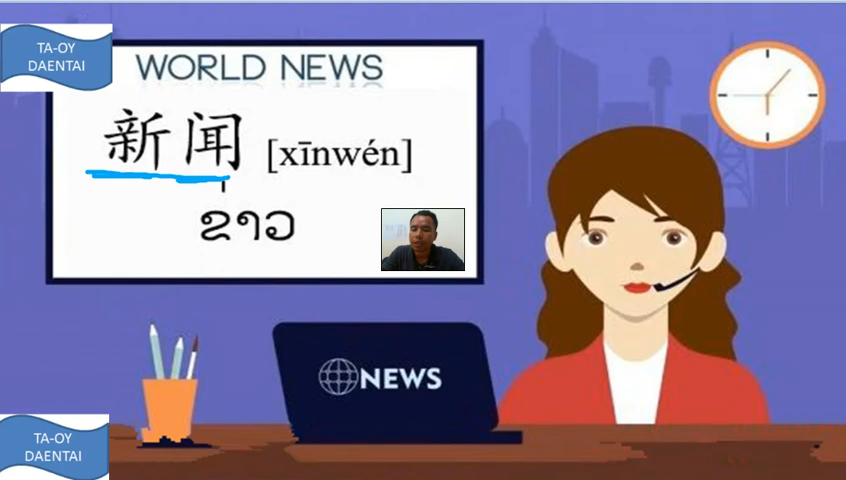 TA-OY
DAENTAI
WORLD NEWS
新闻 [xīnwén]
ຂ່າວ
NEWS
TA-OY
DAENTAI